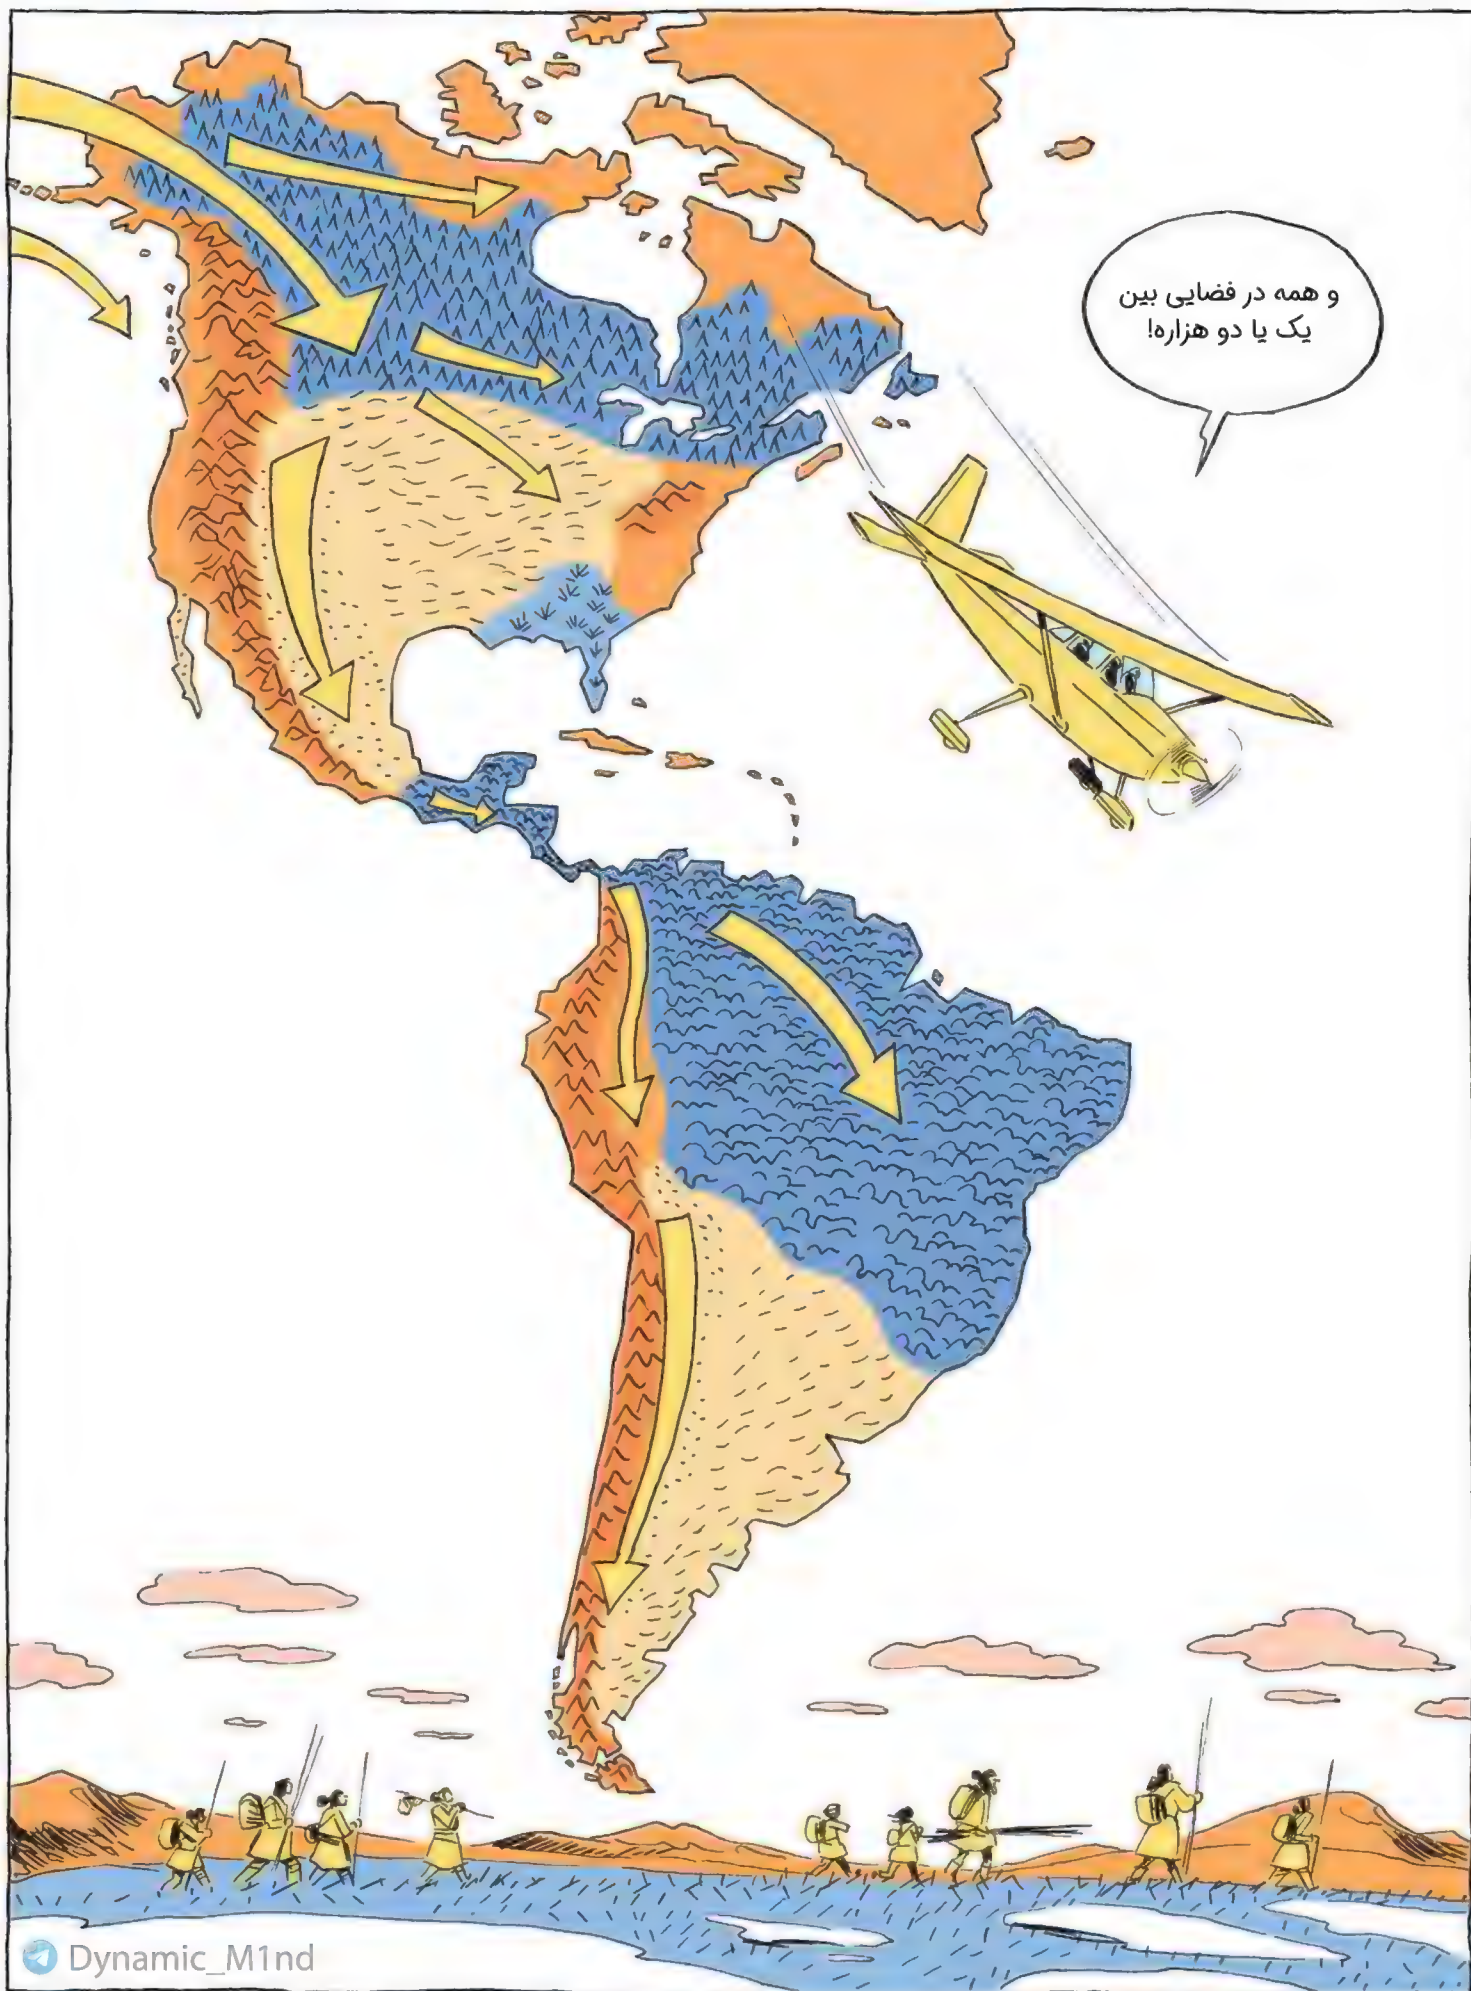 و همه در فضایی بین
یک یا دو هزاره!
Dynamic_M1nd